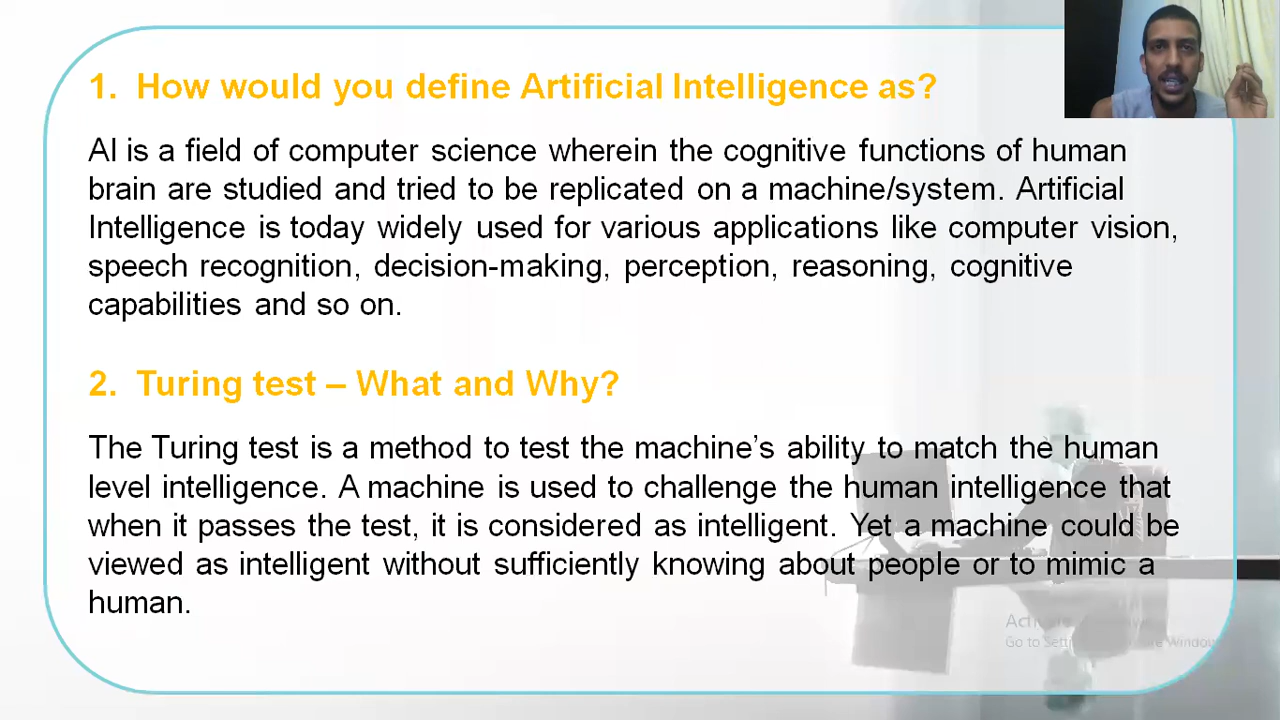 1. How would you define Artificial Intelligence as?
AI is a field of computer science wherein the cognitive functions of human
brain are studied and tried to be replicated on a machine/system. Artificial
Intelligence is today widely used for various applications like computer vision,
speech recognition, decision-making, perception, reasoning, cognitive
capabilities and so on.
2. Turing test – What and Why?
The Turing test is a method to test the machine’s ability to match the human
level intelligence. A machine is used to challenge the human intelligence that
when it passes the test, it is considered as intelligent. Yet a machine could be
viewed as intelligent without sufficiently knowing about people or to mimic a
human.
Go to